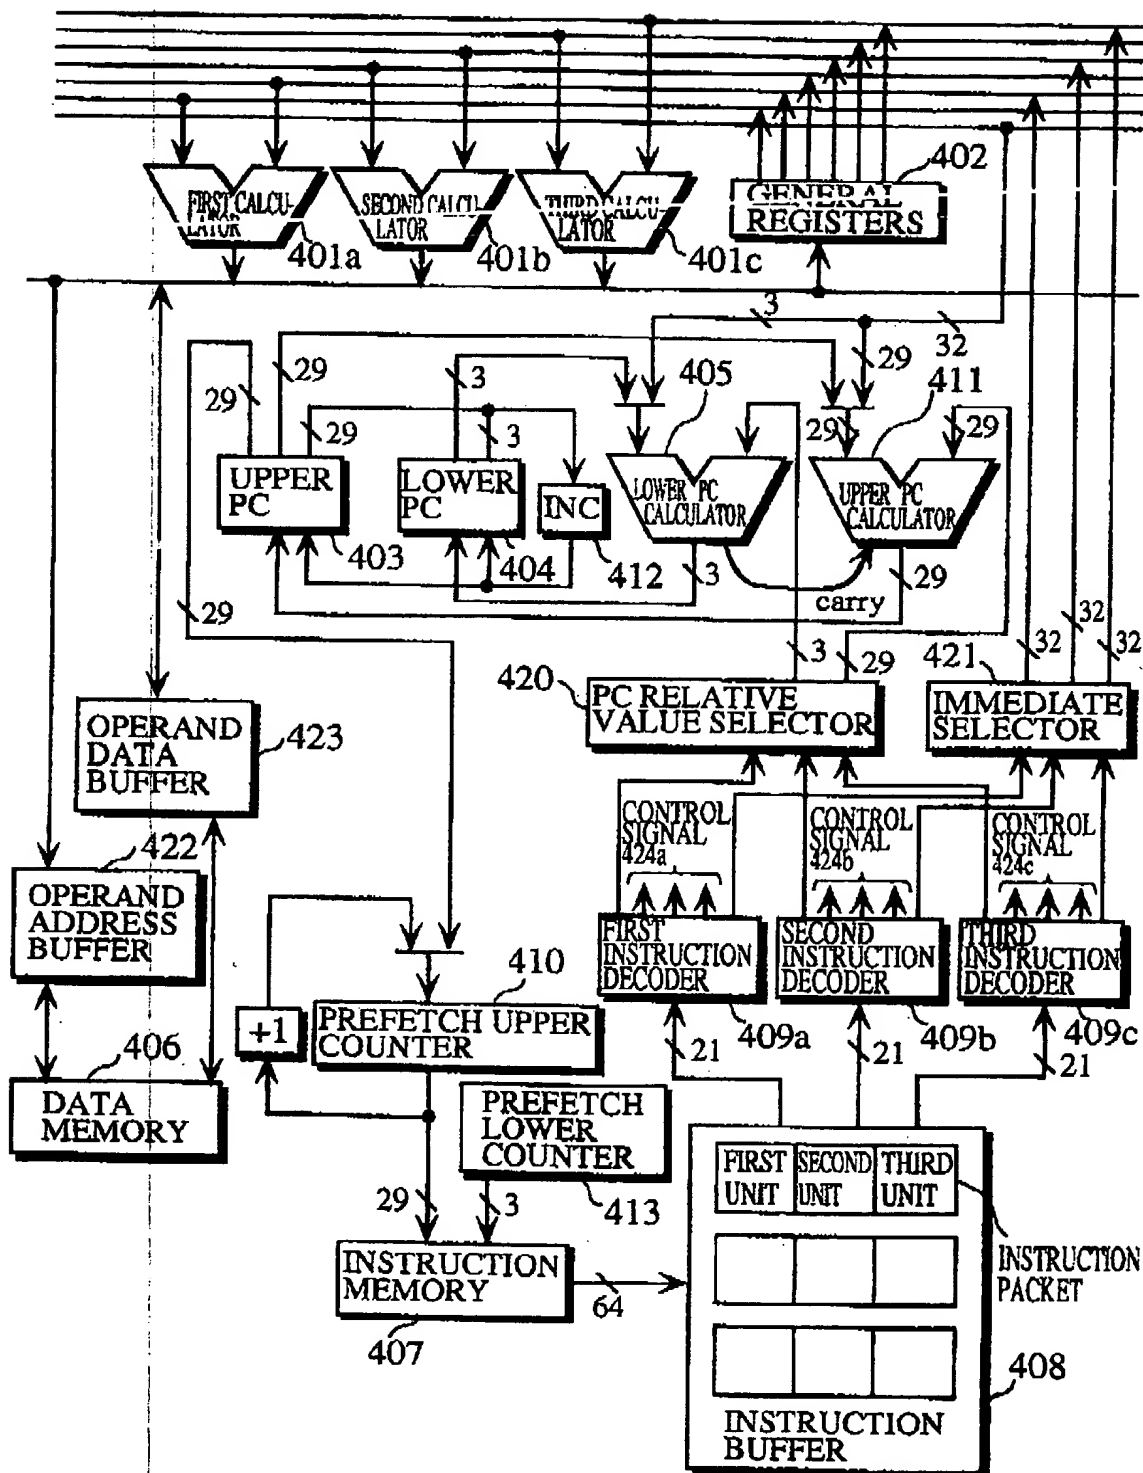 402
FIRST CALCU-
LATOR
SECOND CALCU-
LATOR
THIRD CALCU-
LATOR
GENERAL
REGISTERS
401a
401b
401c
3
32
29
29
29
3
29
3
405
29
29
411
UPPER
PC
LOWER
PC
INC
LOWER PC
CALCULATOR
UPPER PC
CALCULATOR
403
404
412
3
29
carry
29
3
29
32
32
32
420
PC RELATIVE
VALUE SELECTOR
421
IMMEDIATE
SELECTOR
OPERAND
DATA
BUFFER
423
CONTROL
SIGNAL
424a
CONTROL
SIGNAL
424b
CONTROL
SIGNAL
424c
422
OPERAND
ADDRESS
BUFFER
FIRST
INSTRUCTION
DECODER
SECOND
INSTRUCTION
DECODER
THIRD
INSTRUCTION
DECODER
409a
409b
409c
21
21
21
410
+1
PREFETCH UPPER
COUNTER
406
DATA
MEMORY
PREFETCH
LOWER
COUNTER
413
29
3
FIRST
UNIT
SECOND
UNIT
THIRD
UNIT
INSTRUCTION
PACKET
INSTRUCTION
MEMORY
64
407
408
INSTRUCTION
BUFFER